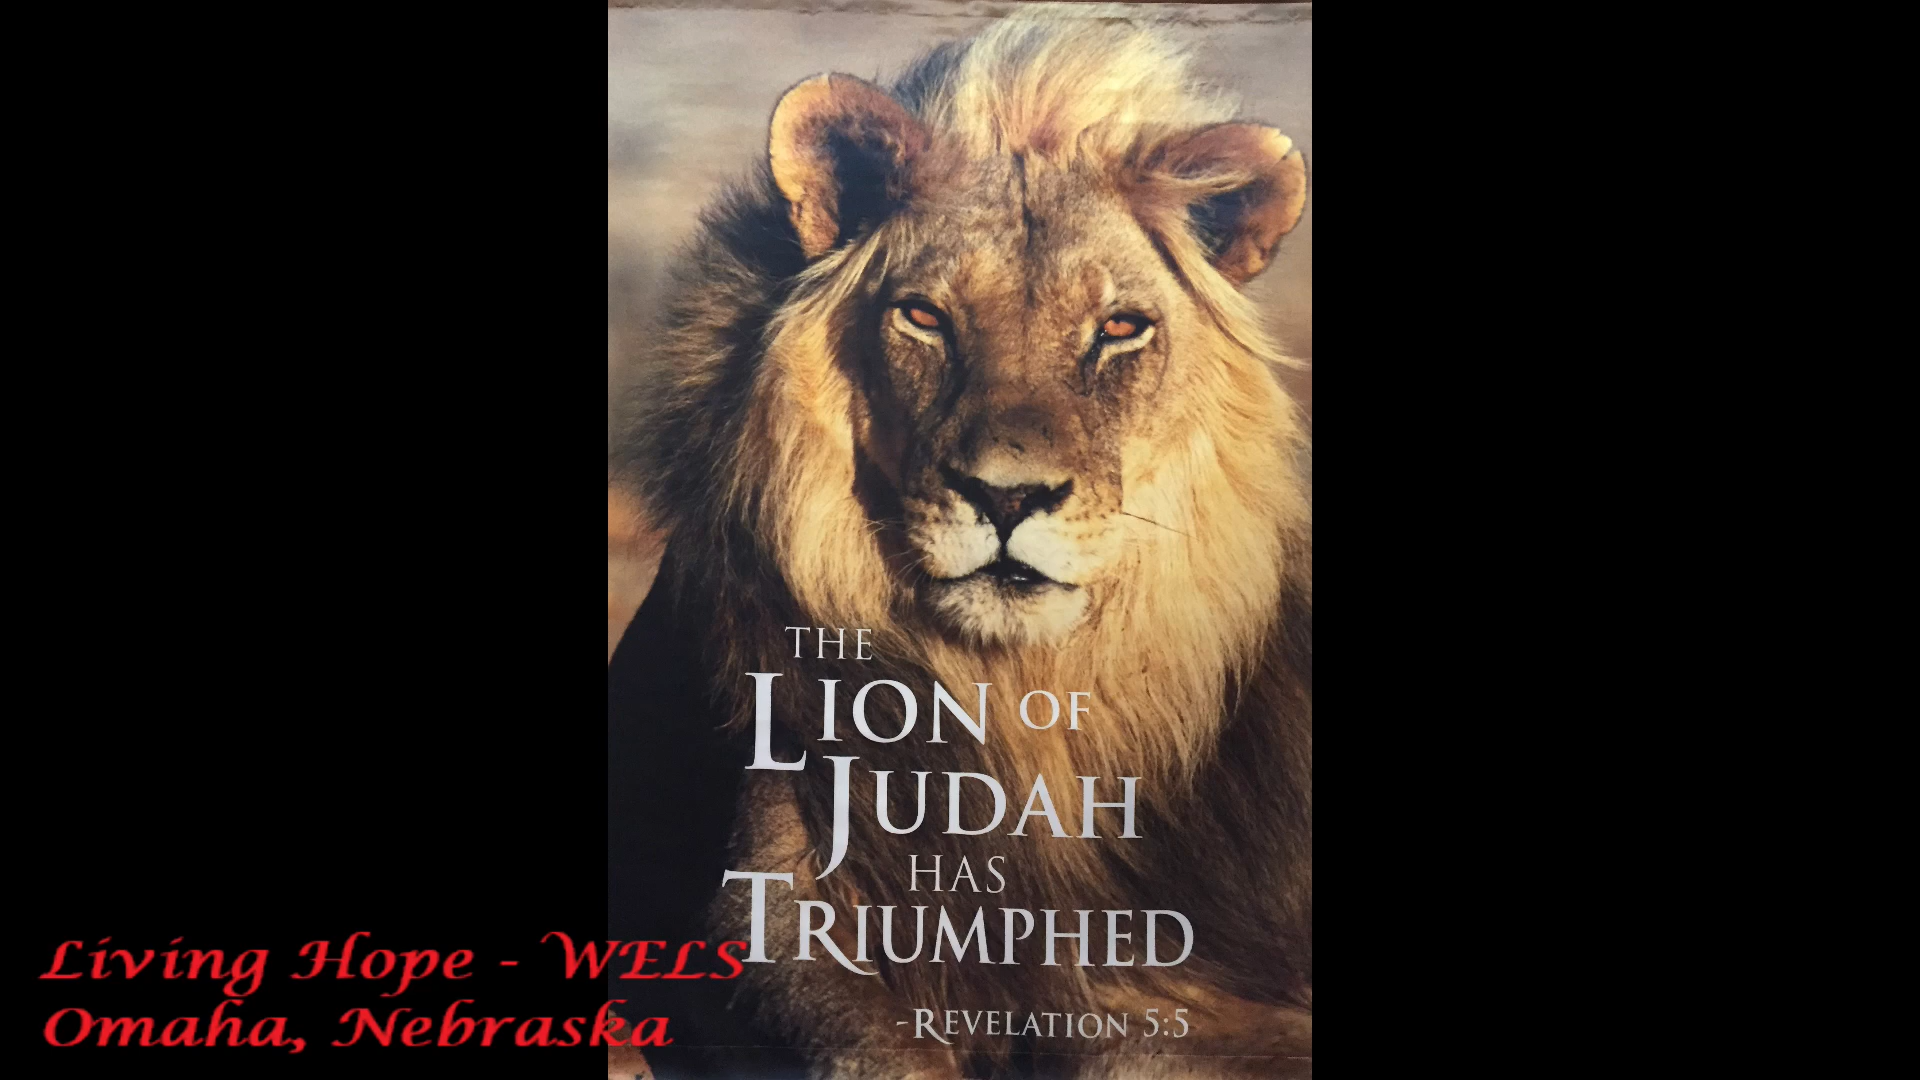 THE
LION OF
JUDAH
HAS
TRIUMPHED
-REVELATION 5:5
Living Hope - WELS
Omaha, Nebraska